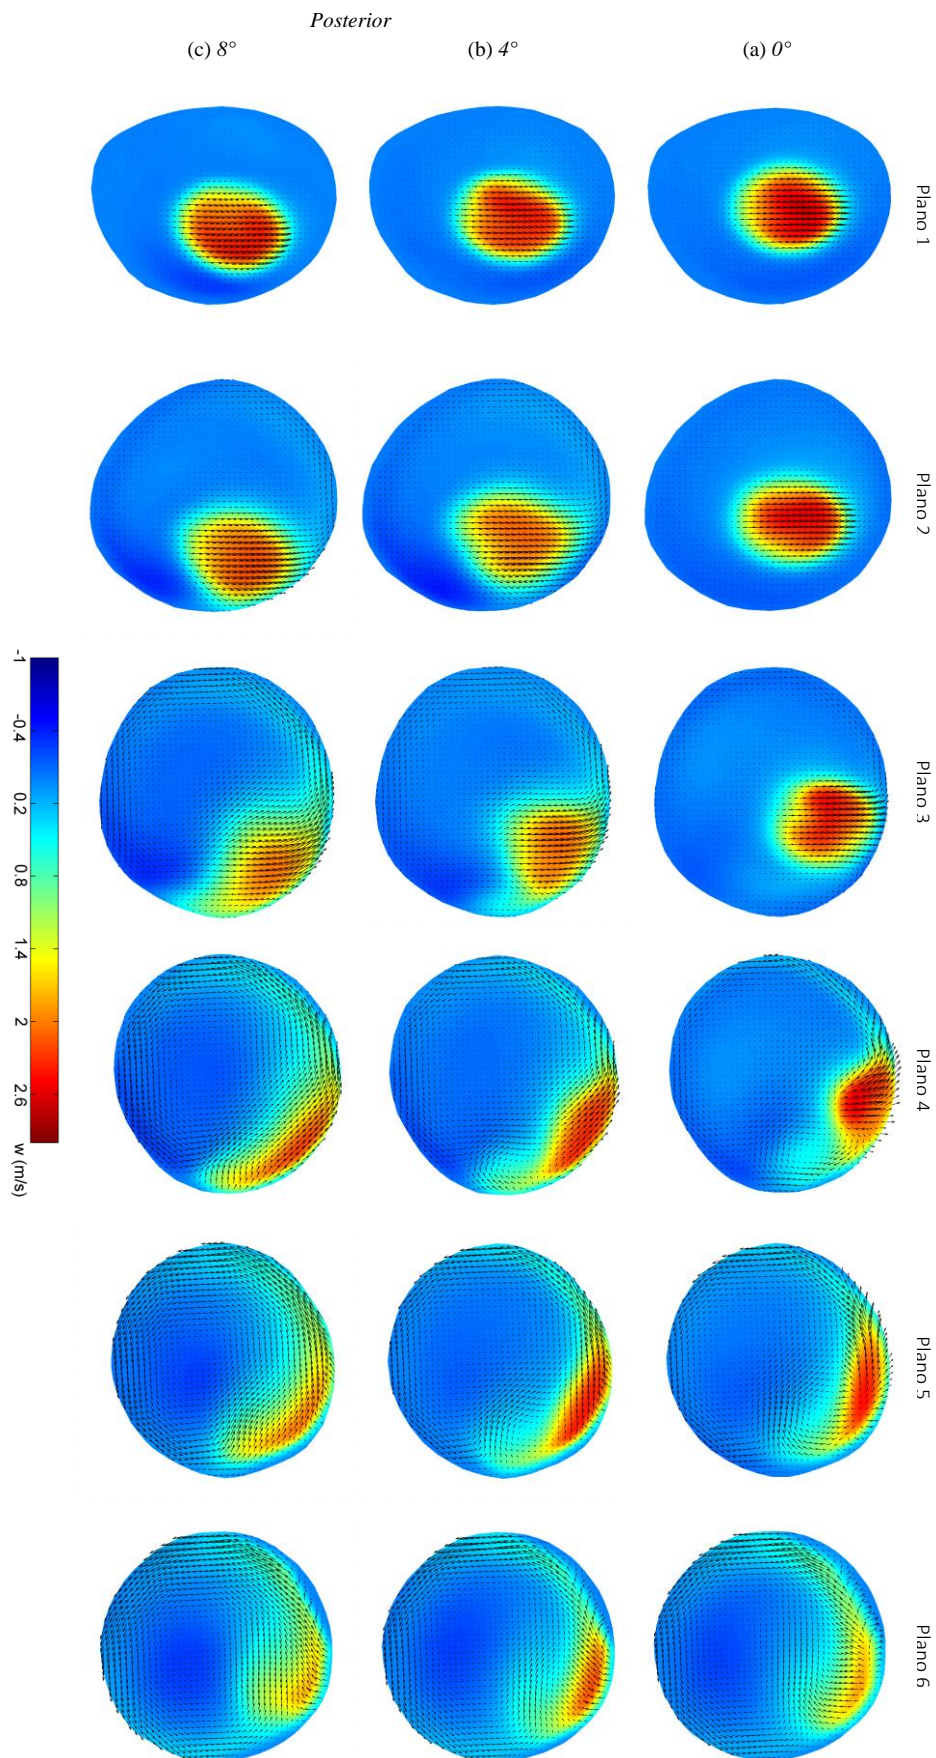 Posterior
(c) 8°
(b) 4°
(a) 0°
Plano 1
Plano 2
Plano 3
Plano 4
Plano 5
Plano 6
-1
-0.4
0.2
0.8
1.4
2
2.6
w (m/s)